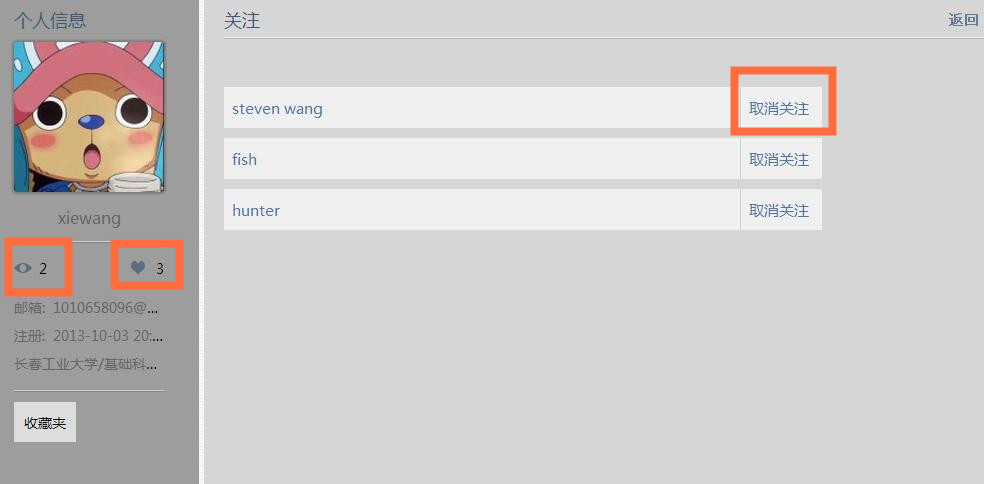 个人信息
xiewang
2 3
邮箱: 1010658096@...
注册: 2013-10-03 20:...
长春工业大学/基础科...
收藏夹
关注 返回
steven wang 取消关注
fish 取消关注
hunter 取消关注